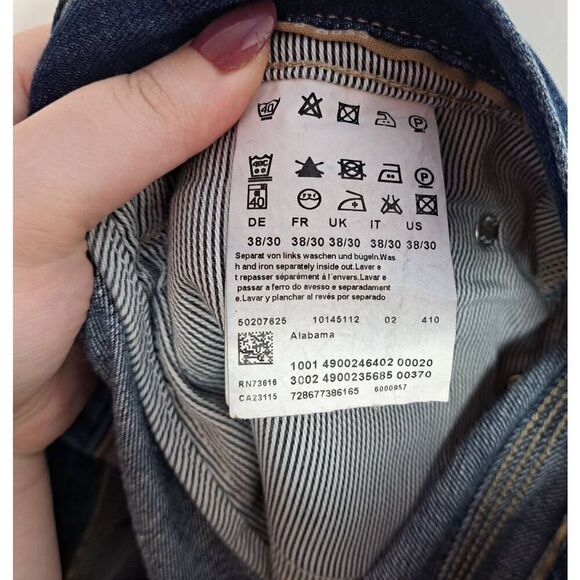 40 P
40C P
40
DE FR UK IT US
38/30 38/30 38/30 38/30 38/30
Separat von links waschen und bügeln.Was
h and iron separately inside out.Laver e
t repasser séparément à l´envers.Lavar e
passar a ferro do avesso e separadament
e.Lavar y planchar al revés por separado
50207625 10145112 02 410
Alabama
1001 4900246402 00020
RN73616 3002 4900235685 00370
CA23115 728677386165 6000957